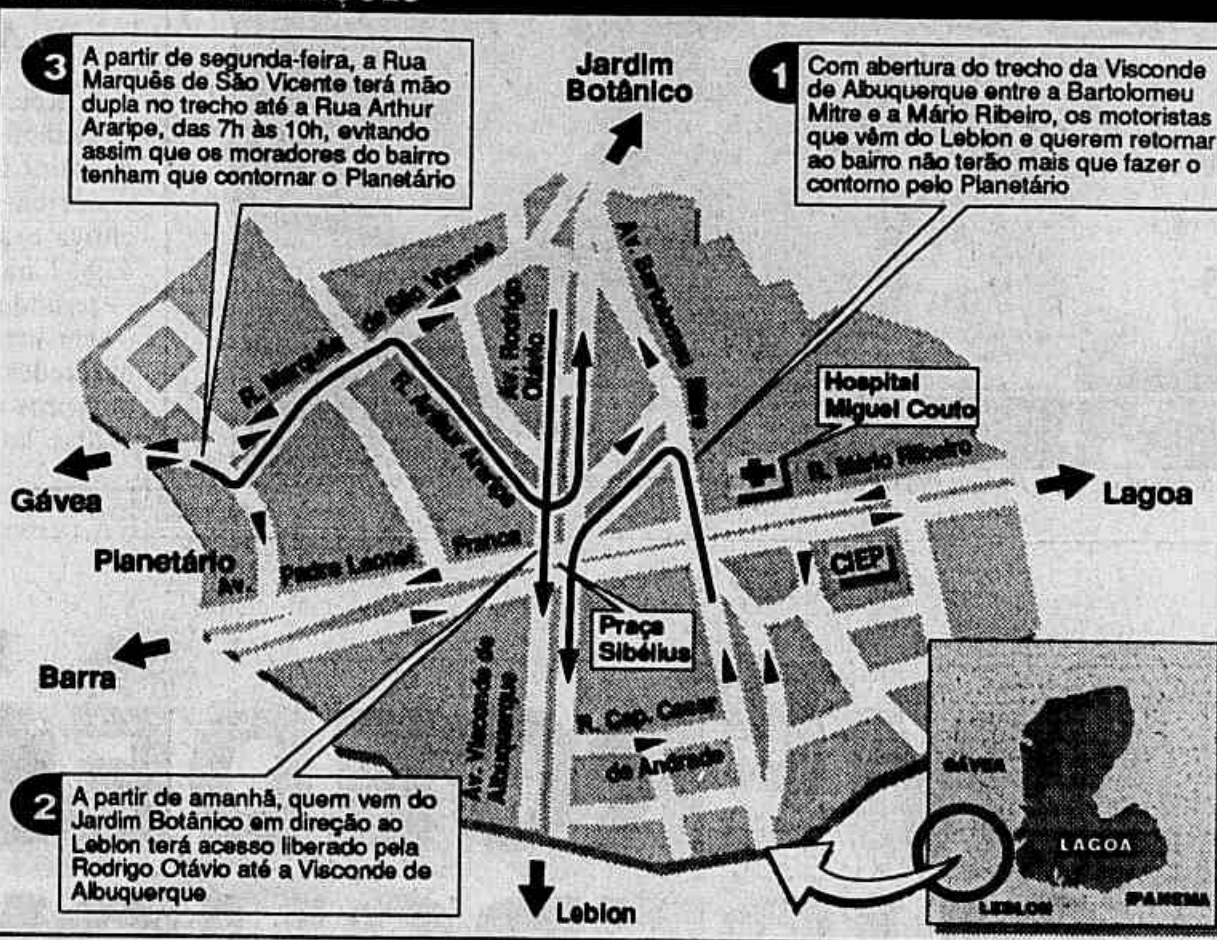 3
A partir de segunda-feira, a Rua
Marquês de São Vicente terá mão
dupla no trecho até a Rua Arthur
Araripe, das 7h às 10h, evitando
assim que os moradores do bairro
tenham que contornar o Planetário
Jardim
Botânico
1
Com abertura do trecho da Visconde
de Albuquerque entre a Bartolomeu
Mitre e a Mário Ribeiro, os motoristas
que vêm do Leblon e querem retornar
ao bairro não terão mais que fazer o
contorno pelo Planetário
R. Marquês de São Vicente
Av. Rodrigo
Otávio
Av. Bartolomeu Mitre
R. Arthur Araripe
Hospital
Miguel Couto
R. Mário Ribeiro
Gávea
Lagoa
Planetário
Av. Padre Leonel Franca
CIEP
Barra
Praça
Sibélius
Av. Visconde de
Albuquerque
R. Cap. Cesar
de Andrade
2
A partir de amanhã, quem vem do
Jardim Botânico em direção ao
Leblon terá acesso liberado pela
Rodrigo Otávio até a Visconde de
Albuquerque
Leblon
GÁVEA
LAGOA
LEBLON
IPANEMA